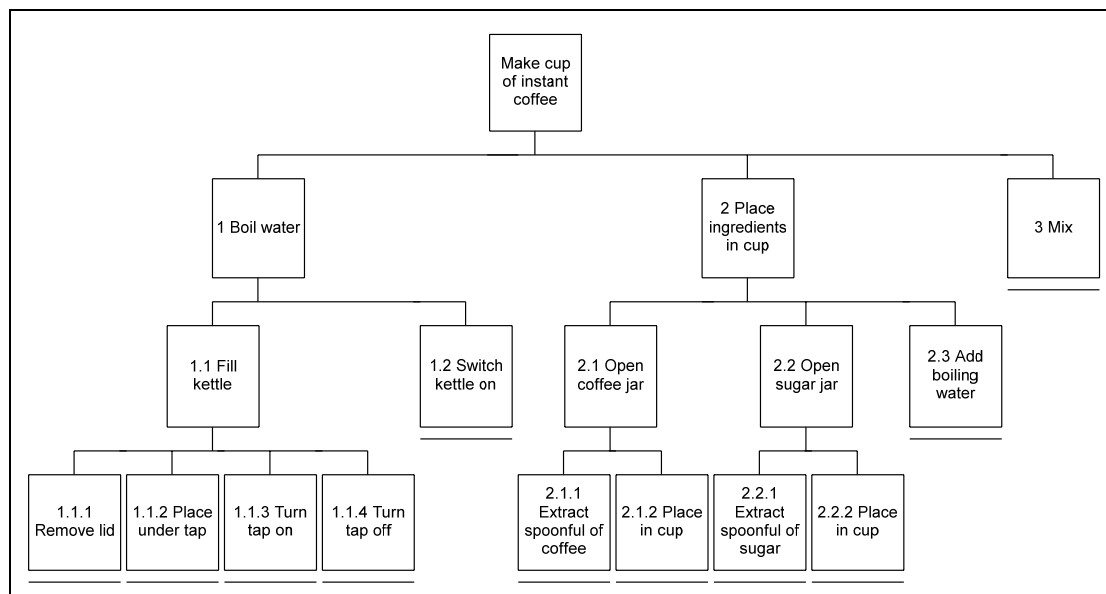 Make cup
of instant
coffee
1 Boil water
2 Place
ingredients
in cup
3 Mix
1.1 Fill
kettle
1.2 Switch
kettle on
2.1 Open
coffee jar
2.2 Open
sugar jar
2.3 Add
boiling
water
1.1.1
Remove lid
1.1.2 Place
under tap
1.1.3 Turn
tap on
1.1.4 Turn
tap off
2.1.1
Extract
spoonful of
coffee
2.1.2 Place
in cup
2.2.1
Extract
spoonful of
sugar
2.2.2 Place
in cup